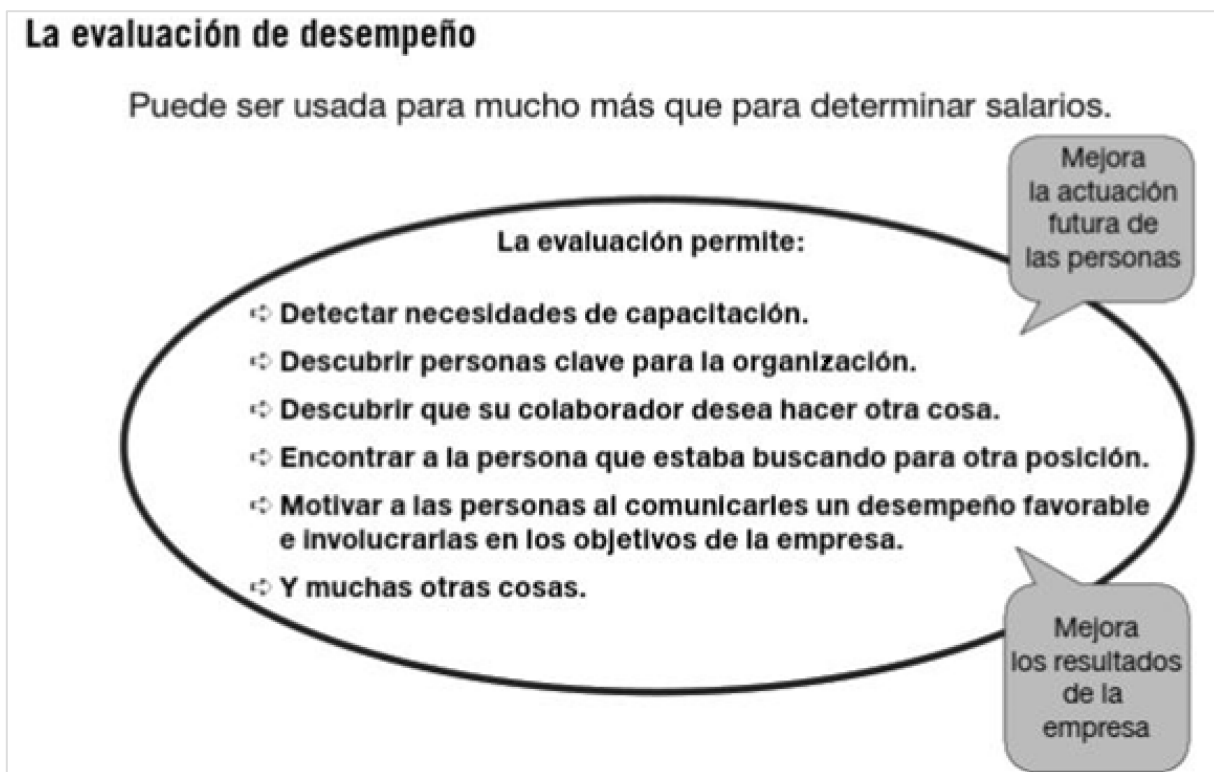 La evaluación de desempeño
Puede ser usada para mucho más que para determinar salarios.
Mejora
la actuación
futura de
las personas
La evaluación permite:
➪ Detectar necesidades de capacitación.
➪ Descubrir personas clave para la organización.
➪ Descubrir que su colaborador desea hacer otra cosa.
➪ Encontrar a la persona que estaba buscando para otra posición.
➪ Motivar a las personas al comunicarles un desempeño favorable
e involucrarlas en los objetivos de la empresa.
➪ Y muchas otras cosas.
Mejora
los resultados
de la
empresa